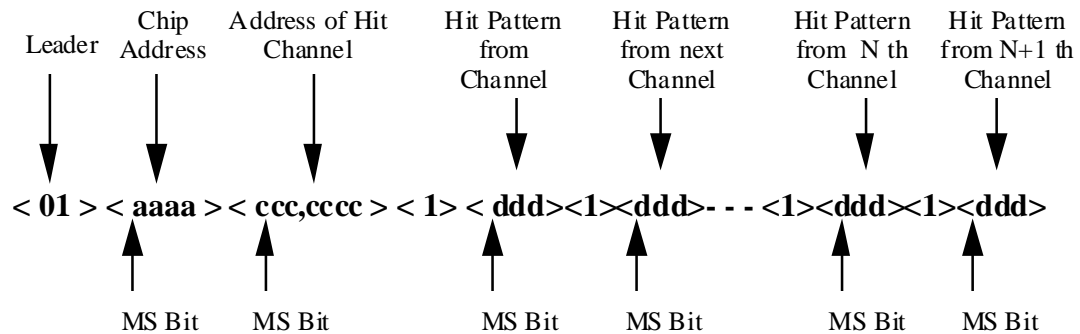 Leader
Chip
Address
Address of Hit
Channel
Hit Pattern
from
Channel
Hit Pattern
from next
Channel
Hit Pattern
from N th
Channel
Hit Pattern
from N+1 th
Channel
< 01 > < aaaa > < ccc,cccc > < 1> < ddd><1><ddd>- - - <1><ddd><1><ddd>
MS Bit MS Bit MS Bit MS Bit MS Bit MS Bit